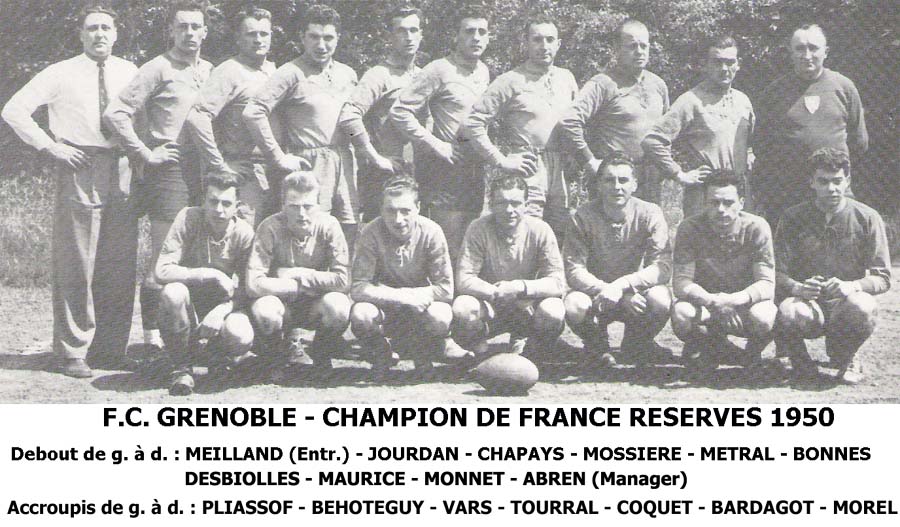 F.C. GRENOBLE - CHAMPION DE FRANCE RESERVES 1950
Debout de g. à d. : MEILLAND (Entr.) - JOURDAN - CHAPAYS - MOSSIERE - METRAL - BONNES
DESBIOLLES - MAURICE - MONNET - ABREN (Manager)
Accroupis de g. à d. : PLIASSOF - BEHOTEGUY - VARS - TOURRAL - COQUET - BARDAGOT - MOREL